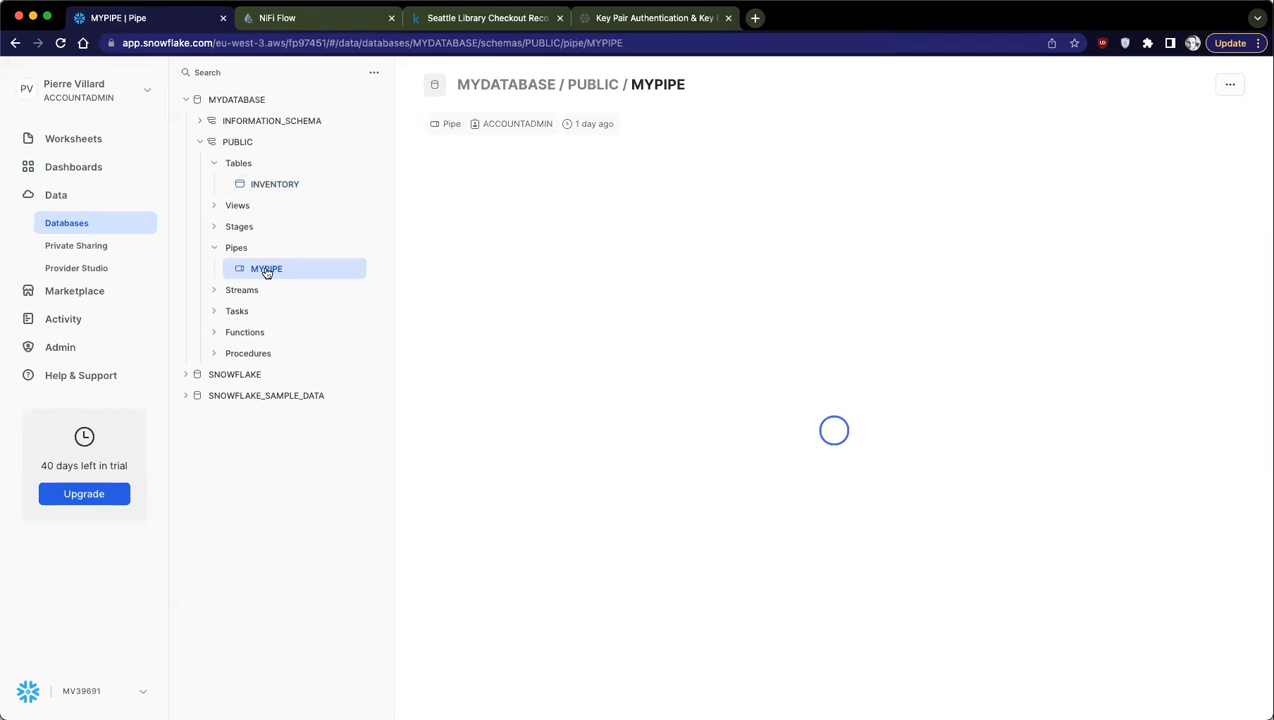 MYPIPE | Pipe
NiFi Flow
Seattle Library Checkout Reco
Key Pair Authentication & Key
app.snowflake.com/eu-west-3.aws/fp97451/#/data/databases/MYDATABASE/schemas/PUBLIC/pipe/MYPIPE
Update
PV
Pierre Villard
ACCOUNTADMIN
Worksheets
Dashboards
Data
Databases
Private Sharing
Provider Studio
Marketplace
Activity
Admin
Help & Support
40 days left in trial
Upgrade
MV39691
Search
MYDATABASE
INFORMATION_SCHEMA
PUBLIC
Tables
INVENTORY
Views
Stages
Pipes
MYPIPE
Streams
Tasks
Functions
Procedures
SNOWFLAKE
SNOWFLAKE_SAMPLE_DATA
MYDATABASE / PUBLIC / MYPIPE
Pipe ACCOUNTADMIN 1 day ago